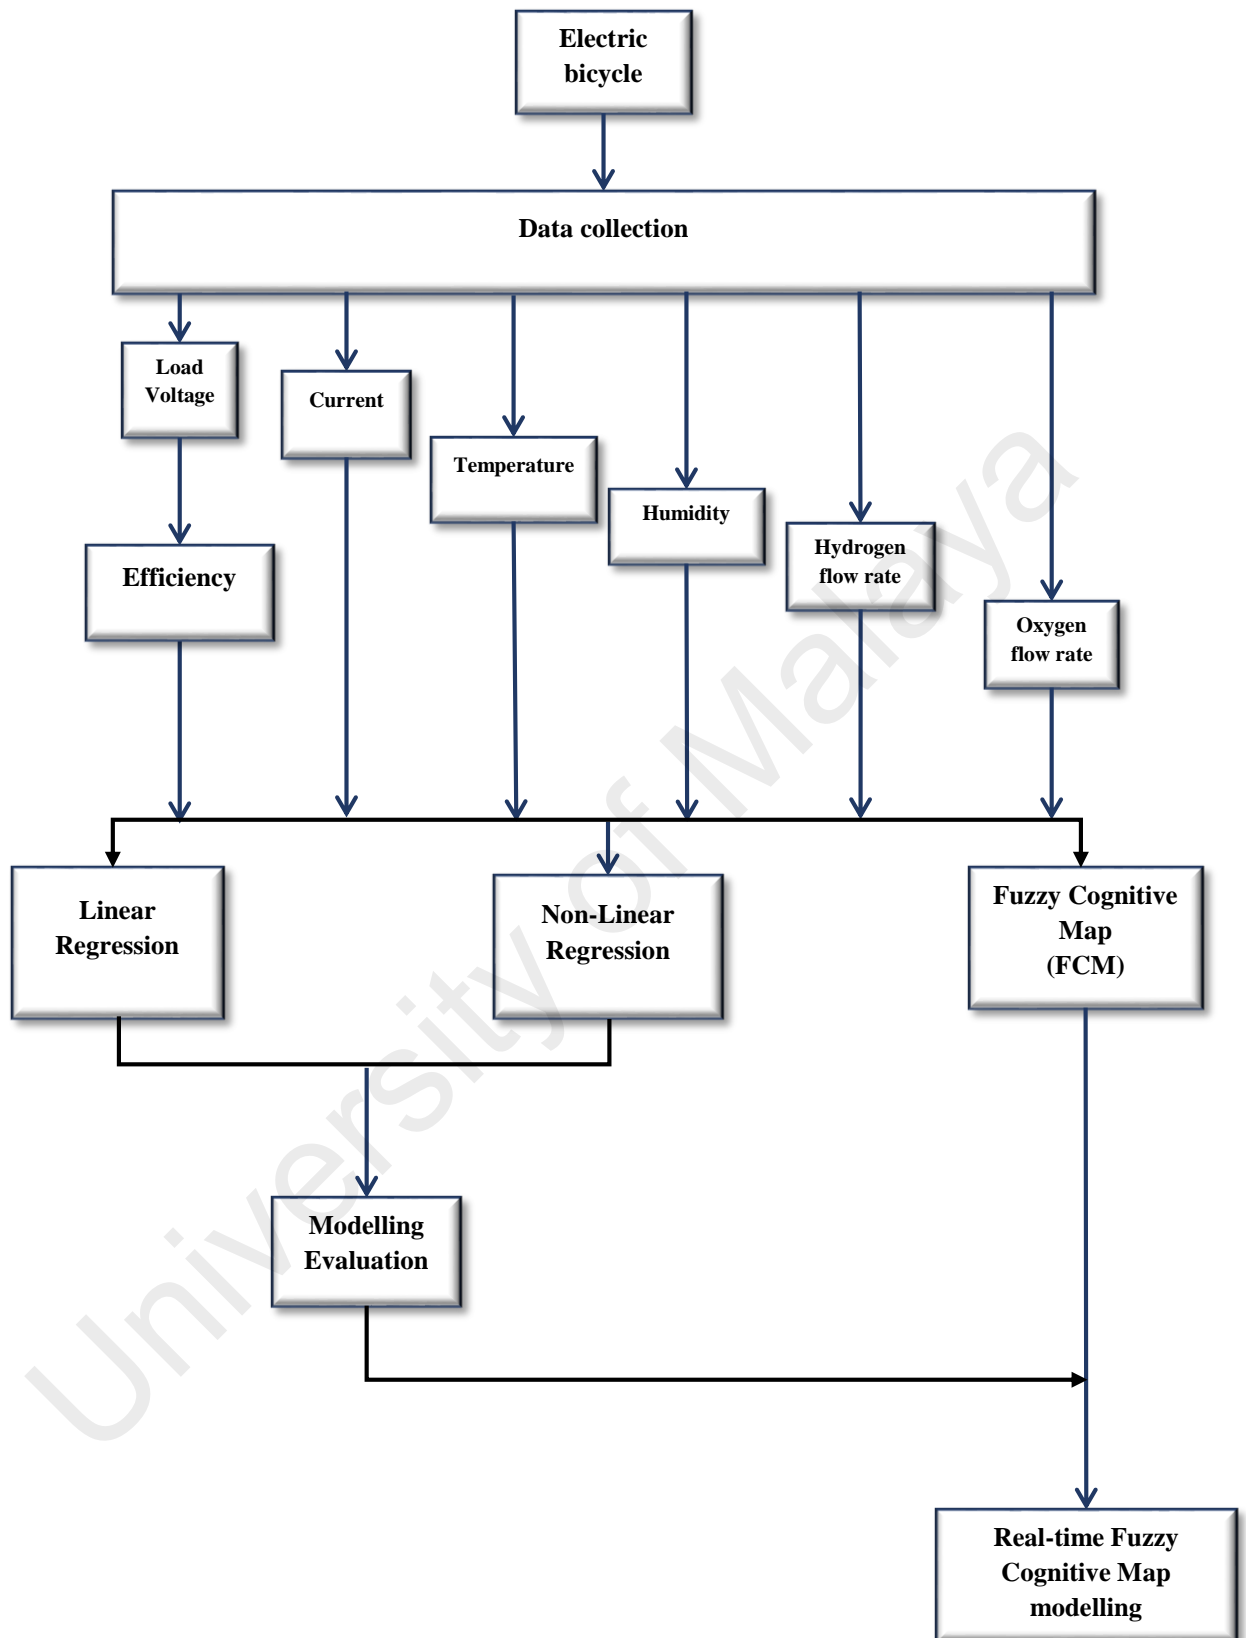 Electric
bicycle
Data collection
Load
Voltage
Current
Temperature
Humidity
Hydrogen
flow rate
Efficiency
Oxygen
flow rate
Linear
Regression
Non-Linear
Regression
Fuzzy Cognitive
Map
(FCM)
Modelling
Evaluation
Real-time Fuzzy
Cognitive Map
modelling
University of Malaya